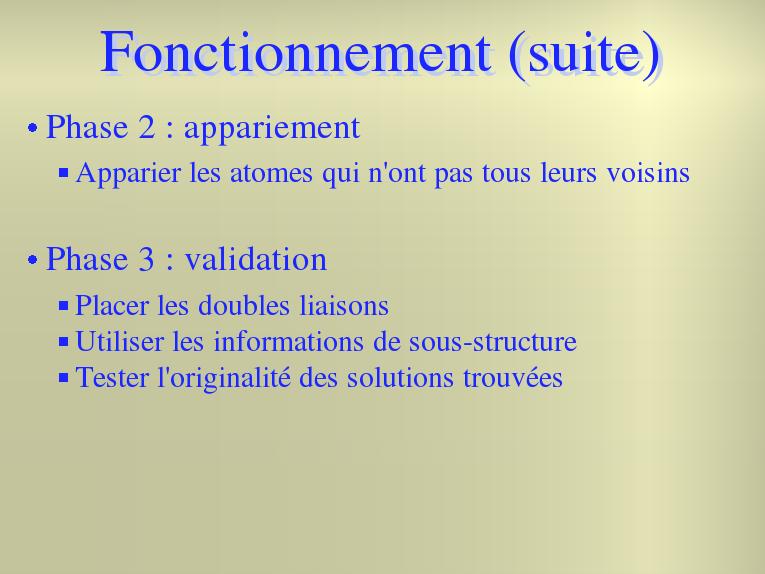 Fonctionnement (suite)
• Phase 2 : appariement
▪ Apparier les atomes qui n'ont pas tous leurs voisins
• Phase 3 : validation
▪ Placer les doubles liaisons
▪ Utiliser les informations de sous-structure
▪ Tester l'originalité des solutions trouvées